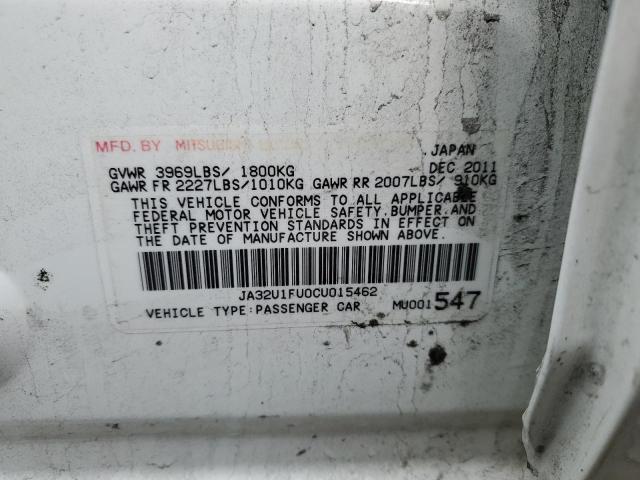 MFD. BY MITSUBISHI
JAPAN
GVWR 3969LBS/ 1800KG DEC 2011
GAWR FR 2227LBS/1010KG GAWR RR 2007LBS/ 910KG
THIS VEHICLE CONFORMS TO ALL APPLICABLE
FEDERAL MOTOR VEHICLE SAFETY, BUMPER, AND
THEFT PREVENTION STANDARDS IN EFFECT ON
THE DATE OF MANUFACTURE SHOWN ABOVE.
JA32U1FU0CU015462
VEHICLE TYPE:PASSENGER CAR MU001547